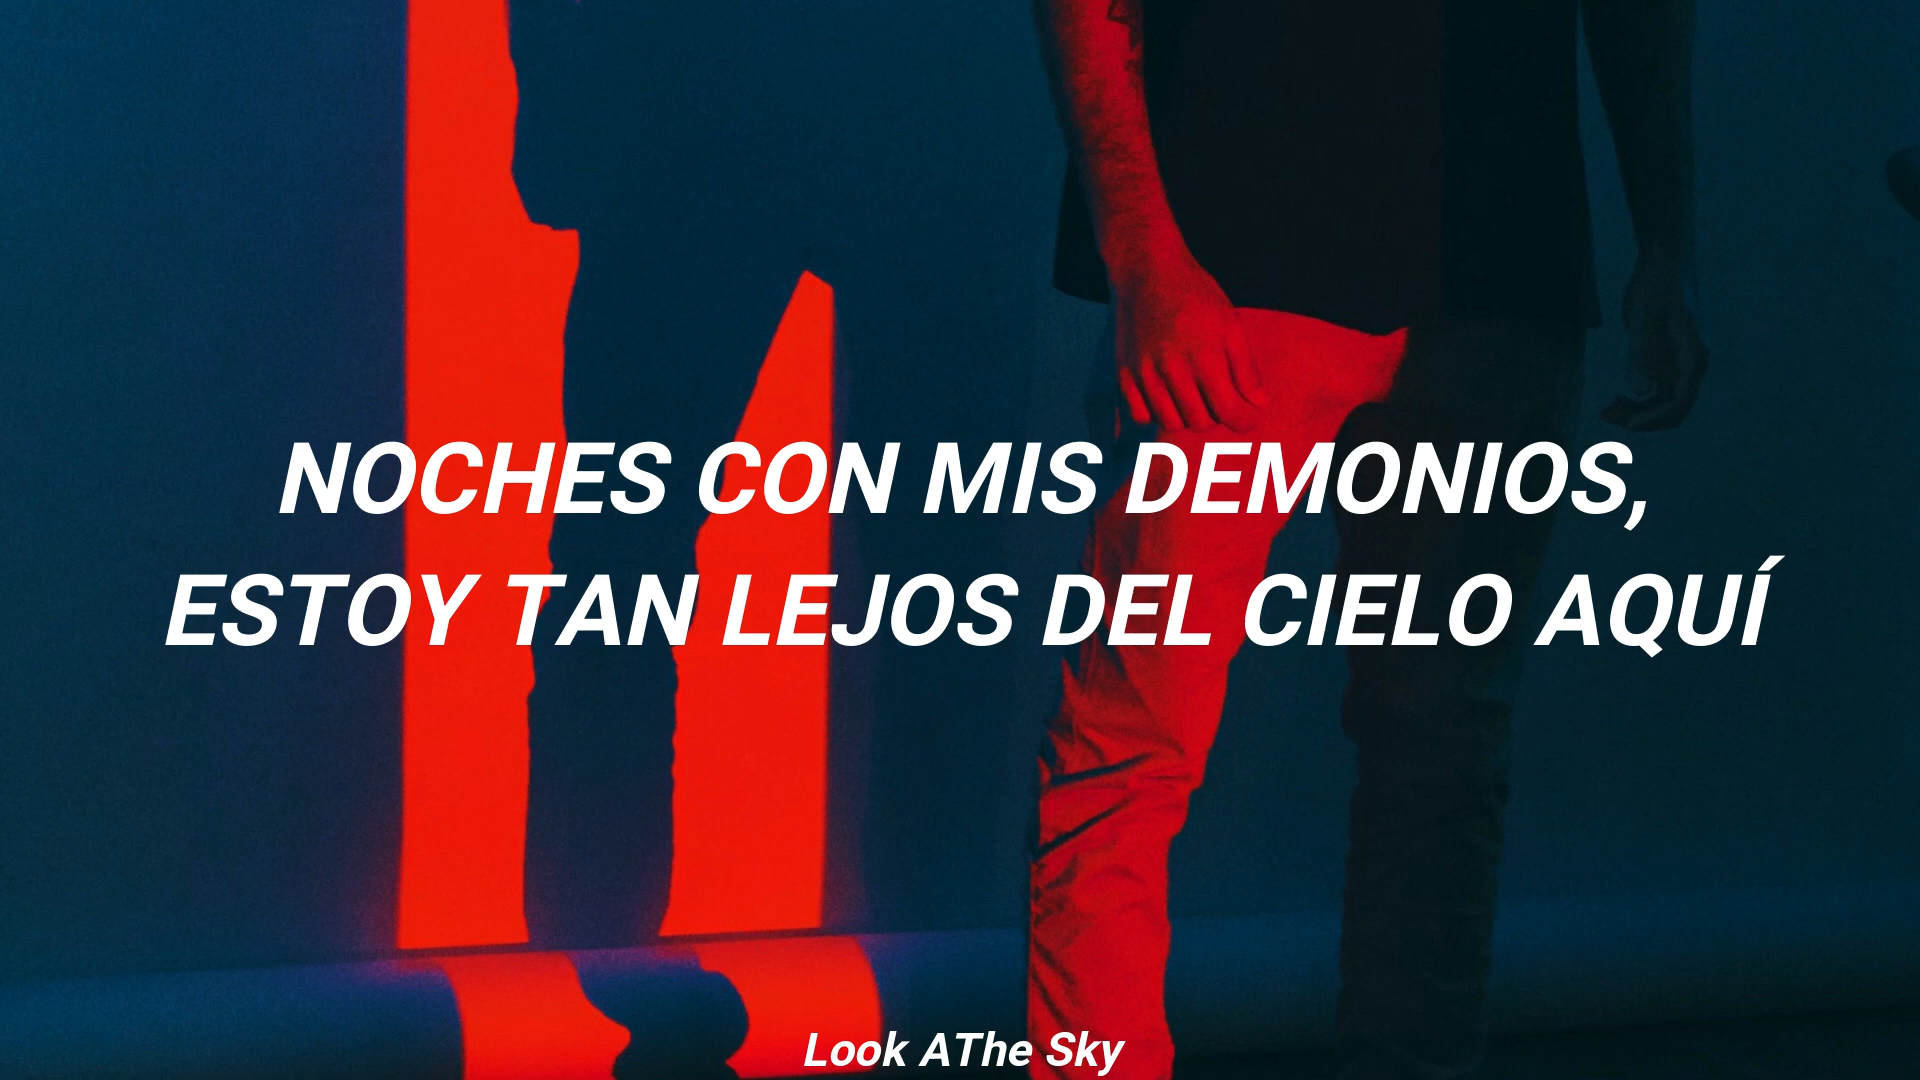 NOCHES CON MIS DEMONIOS,
ESTOY TAN LEJOS DEL CIELO AQUÍ
Look AThe Sky